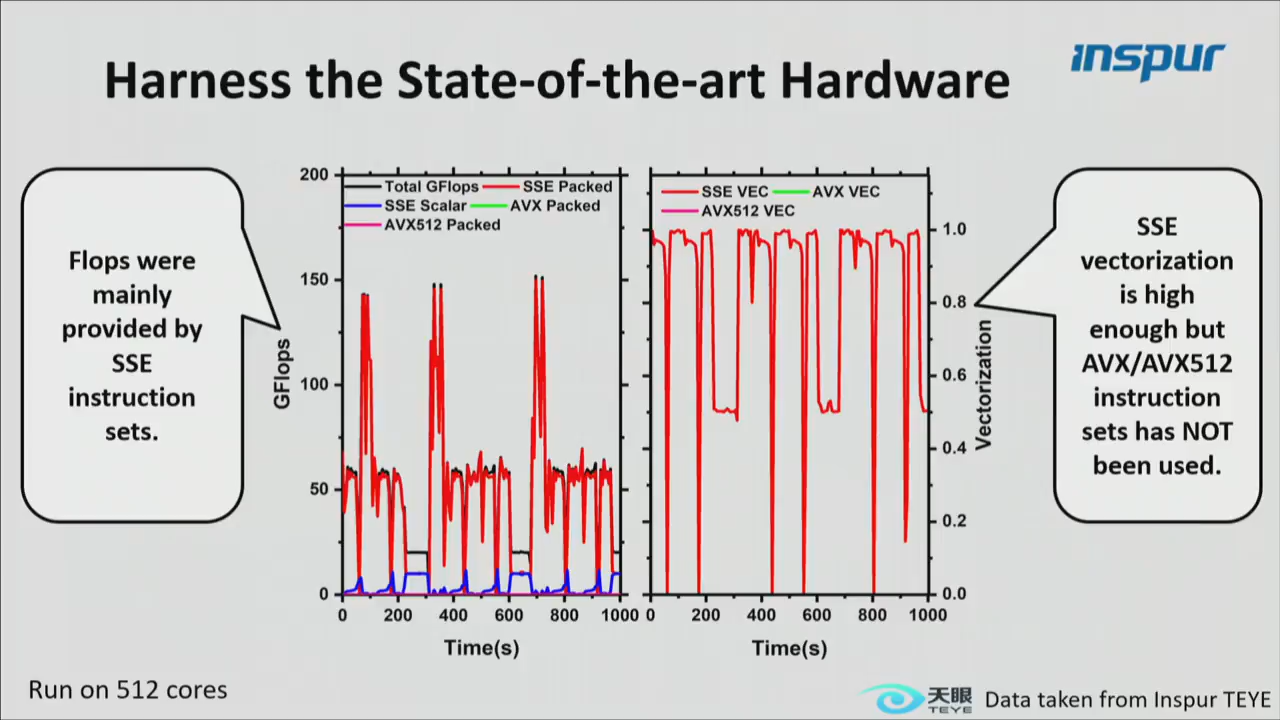 Harness the State-of-the-art Hardware
inspur
Flops were
mainly
provided by
SSE
instruction
sets.
GFlops
200
150
100
50
0
Total GFlops
SSE Packed
SSE Scalar
AVX Packed
AVX512 Packed
0 200 400 600 800 1000
Time(s)
SSE VEC
AVX VEC
AVX512 VEC
1.0
0.8
0.6
0.4
0.2
0.0
Vectorization
0 200 400 600 800 1000
Time(s)
SSE
vectorization
is high
enough but
AVX/AVX512
instruction
sets has NOT
been used.
Run on 512 cores
天眼
TEYE
Data taken from Inspur TEYE